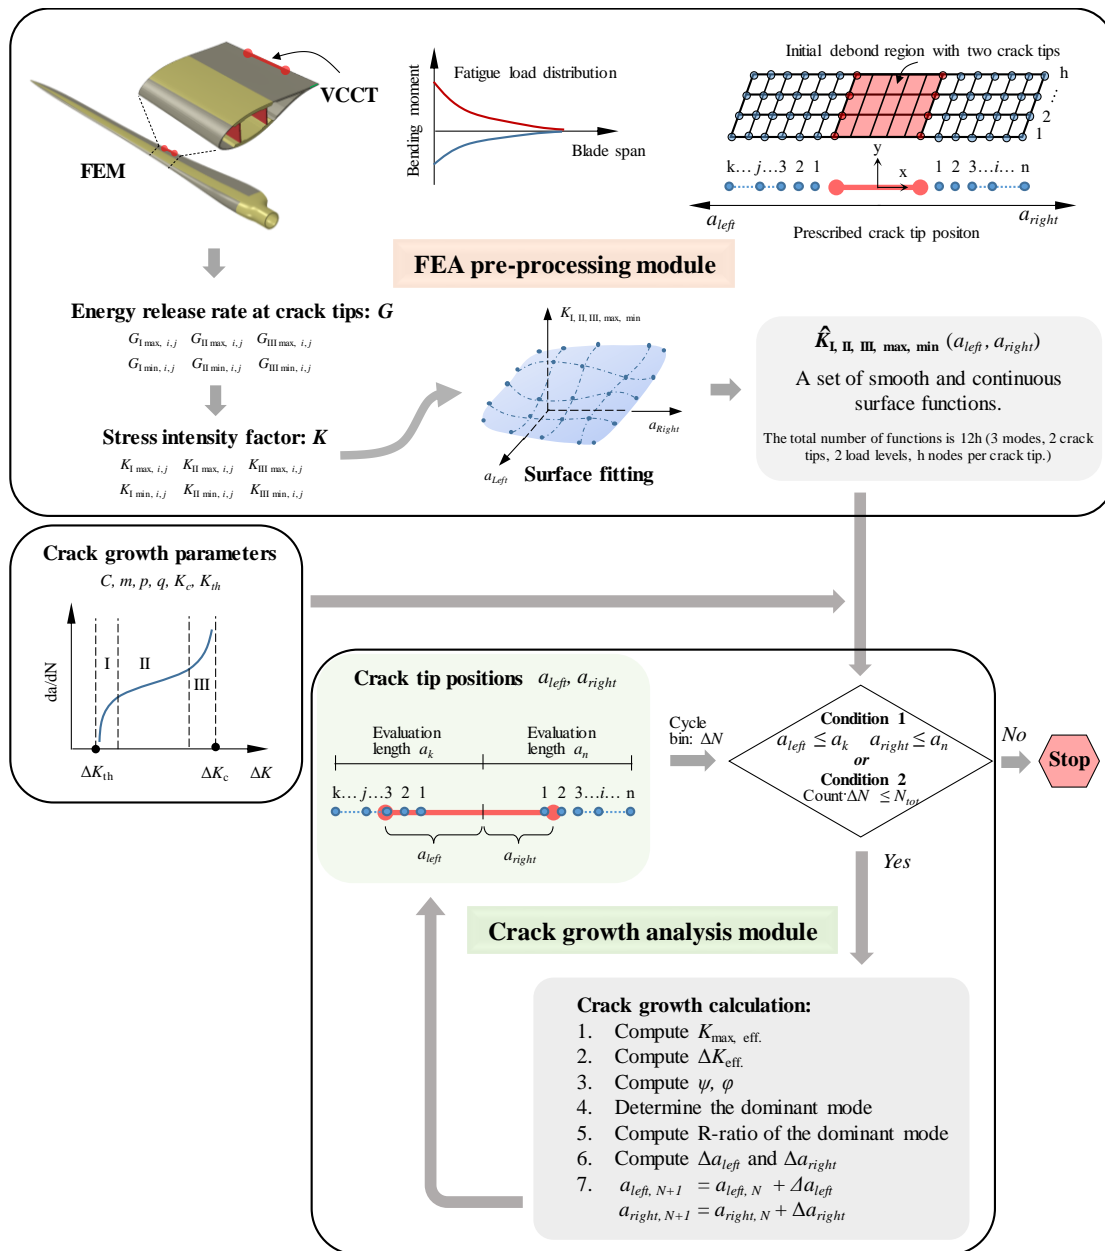 VCCT
FEM
Fatigue load distribution
Bending moment
Blade span
Initial debond region with two crack tips
h
⋮
2
1
y
x
k… j…3 2 1
1 2 3…i… n
a_left
a_right
Prescribed crack tip positon
FEA pre-processing module
Energy release rate at crack tips: G
G_I max, i,j G_II max, i,j G_III max, i,j
G_I min, i,j G_II min, i,j G_III min, i,j
Stress intensity factor: K
K_I max, i,j K_II max, i,j K_III max, i,j
K_I min, i,j K_II min, i,j K_III min, i,j
K_I, II, III, max, min
a_Right
a_Left
Surface fitting
K̂_I, II, III, max, min (a_left, a_right)
A set of smooth and continuous
surface functions.
The total number of functions is 12h (3 modes, 2 crack
tips, 2 load levels, h nodes per crack tip.)
Crack growth parameters
C, m, p, q, K_c, K_th
da/dN
I
II
III
ΔK_th
ΔK_c
ΔK
Crack tip positions a_left, a_right
Evaluation
length a_k
Evaluation
length a_n
k… j…3 2 1
1 2 3…i… n
a_left
a_right
Cycle
bin: ΔN
Condition 1
a_left ≤ a_k a_right ≤ a_n
or
Condition 2
Count·ΔN ≤ N_tot
No
Stop
Yes
Crack growth analysis module
Crack growth calculation:
1. Compute K_max, eff.
2. Compute ΔK_eff.
3. Compute ψ, φ
4. Determine the dominant mode
5. Compute R-ratio of the dominant mode
6. Compute Δa_left and Δa_right
7. a_left, N+1 = a_left, N + Δa_left
a_right, N+1 = a_right, N + Δa_right